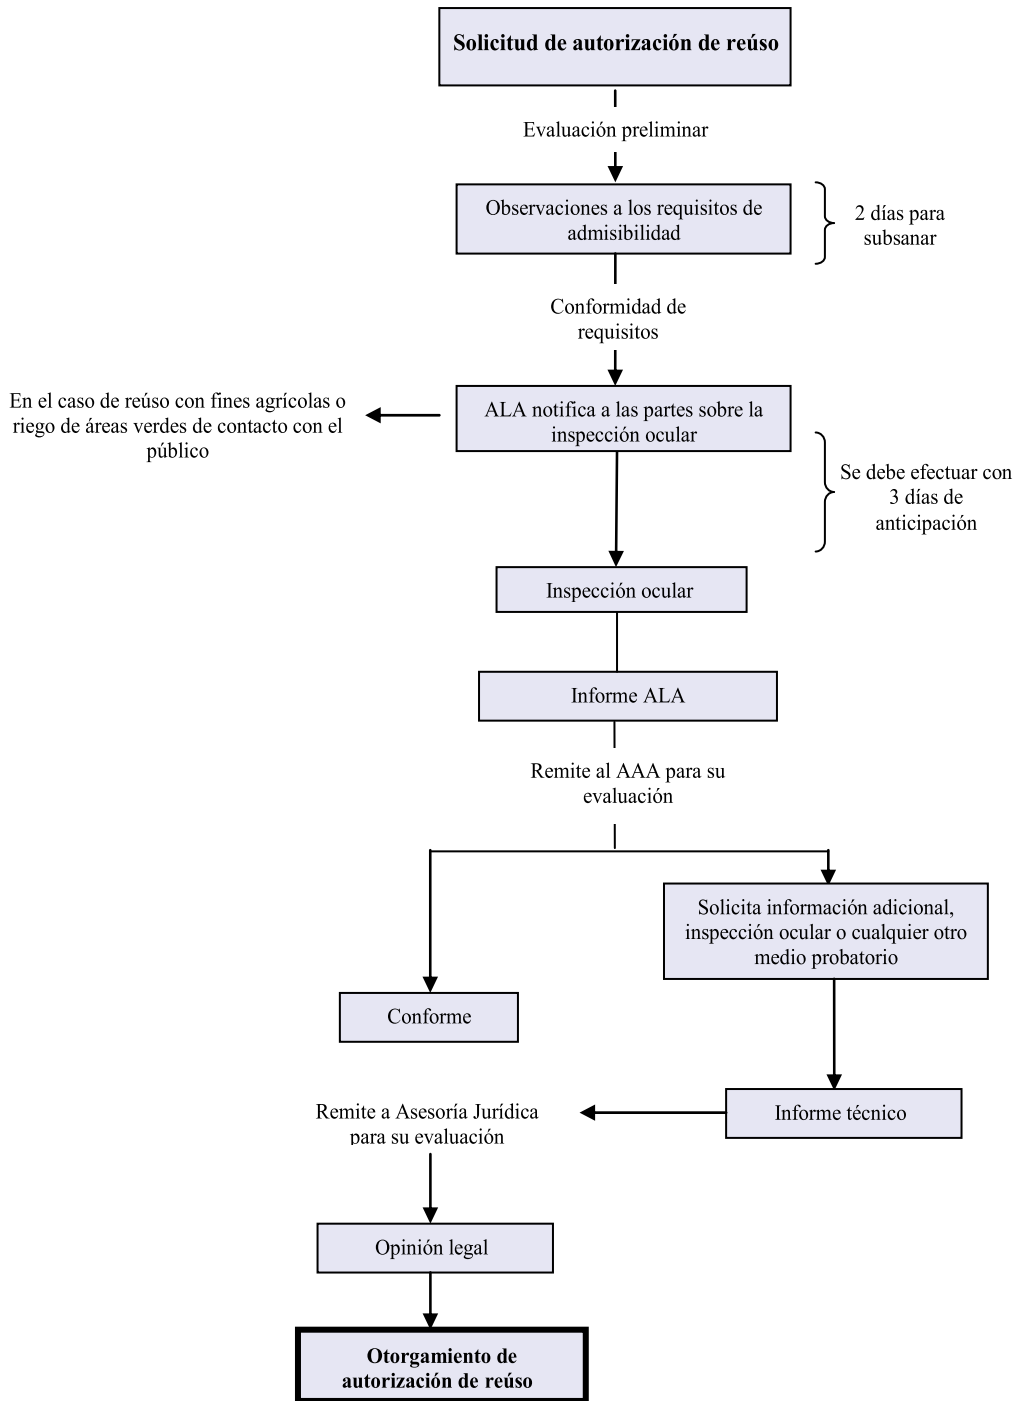 Solicitud de autorización de reúso
Evaluación preliminar
Observaciones a los requisitos de
admisibilidad
2 días para
subsanar
Conformidad de
requisitos
En el caso de reúso con fines agrícolas o
riego de áreas verdes de contacto con el
público
ALA notifica a las partes sobre la
inspección ocular
Se debe efectuar con
3 días de
anticipación
Inspección ocular
Informe ALA
Remite al AAA para su
evaluación
Solicita información adicional,
inspección ocular o cualquier otro
medio probatorio
Conforme
Informe técnico
Remite a Asesoría Jurídica
para su evaluación
Opinión legal
Otorgamiento de
autorización de reúso